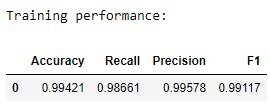 Training performance:
Accuracy Recall Precision F1
0 0.99421 0.98661 0.99578 0.99117